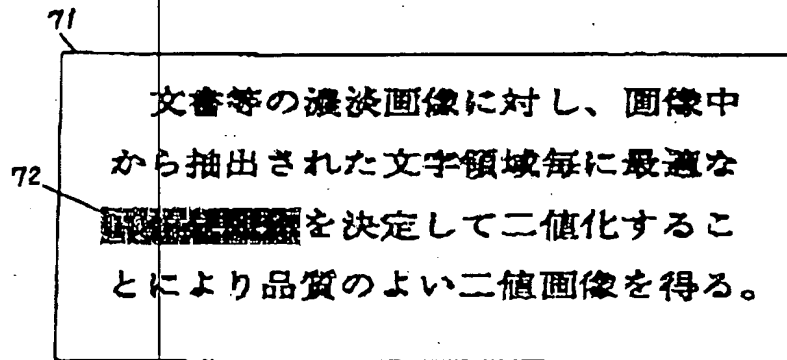 71
文書等の濃淡画像に対し、画像中
から抽出された文字領域毎に最適な
72
を決定して二値化するこ
とにより品質のよい二値画像を得る。